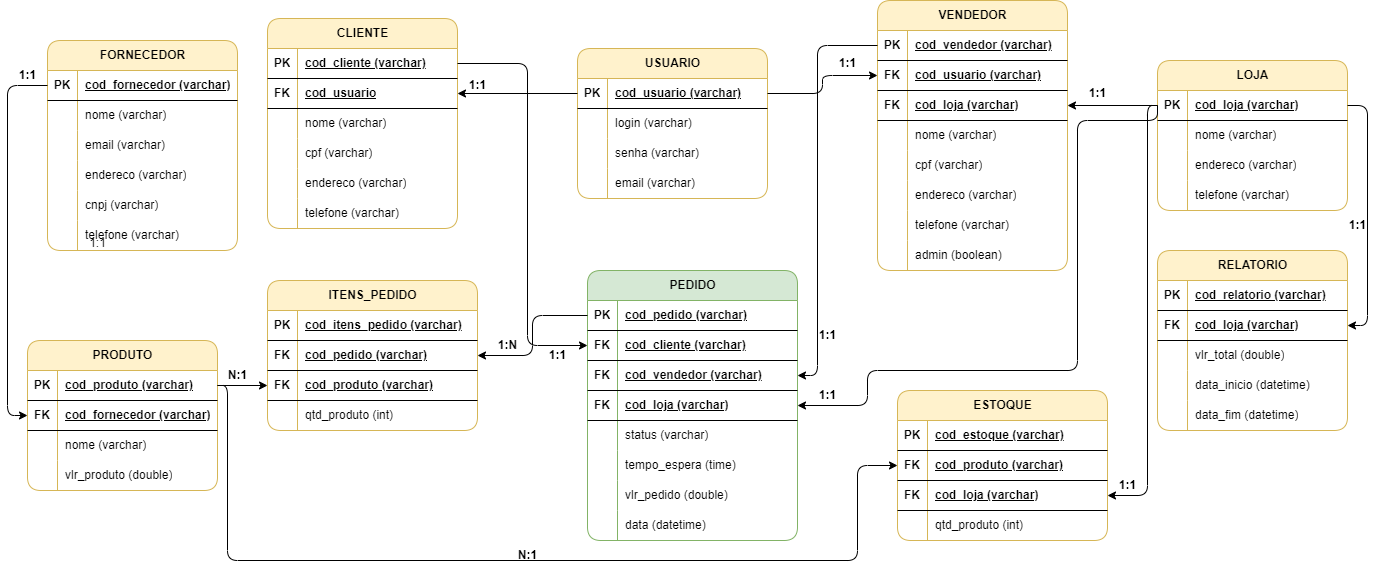 FORNECEDOR
PK cod_fornecedor (varchar)
nome (varchar)
email (varchar)
endereco (varchar)
cnpj (varchar)
telefone (varchar)
1:1
1:1
CLIENTE
PK cod_cliente (varchar)
FK cod_usuario
nome (varchar)
cpf (varchar)
endereco (varchar)
telefone (varchar)
1:1
USUARIO
PK cod_usuario (varchar)
login (varchar)
senha (varchar)
email (varchar)
1:1
VENDEDOR
PK cod_vendedor (varchar)
FK cod_usuario (varchar)
FK cod_loja (varchar)
nome (varchar)
cpf (varchar)
endereco (varchar)
telefone (varchar)
admin (boolean)
1:1
LOJA
PK cod_loja (varchar)
nome (varchar)
endereco (varchar)
telefone (varchar)
1:1
RELATORIO
PK cod_relatorio (varchar)
FK cod_loja (varchar)
vlr_total (double)
data_inicio (datetime)
data_fim (datetime)
PRODUTO
PK cod_produto (varchar)
FK cod_fornecedor (varchar)
nome (varchar)
vlr_produto (double)
N:1
ITENS_PEDIDO
PK cod_itens_pedido (varchar)
FK cod_pedido (varchar)
FK cod_produto (varchar)
qtd_produto (int)
1:N
1:1
PEDIDO
PK cod_pedido (varchar)
FK cod_cliente (varchar)
FK cod_vendedor (varchar)
FK cod_loja (varchar)
status (varchar)
tempo_espera (time)
vlr_pedido (double)
data (datetime)
1:1
1:1
ESTOQUE
PK cod_estoque (varchar)
FK cod_produto (varchar)
FK cod_loja (varchar)
qtd_produto (int)
1:1
N:1